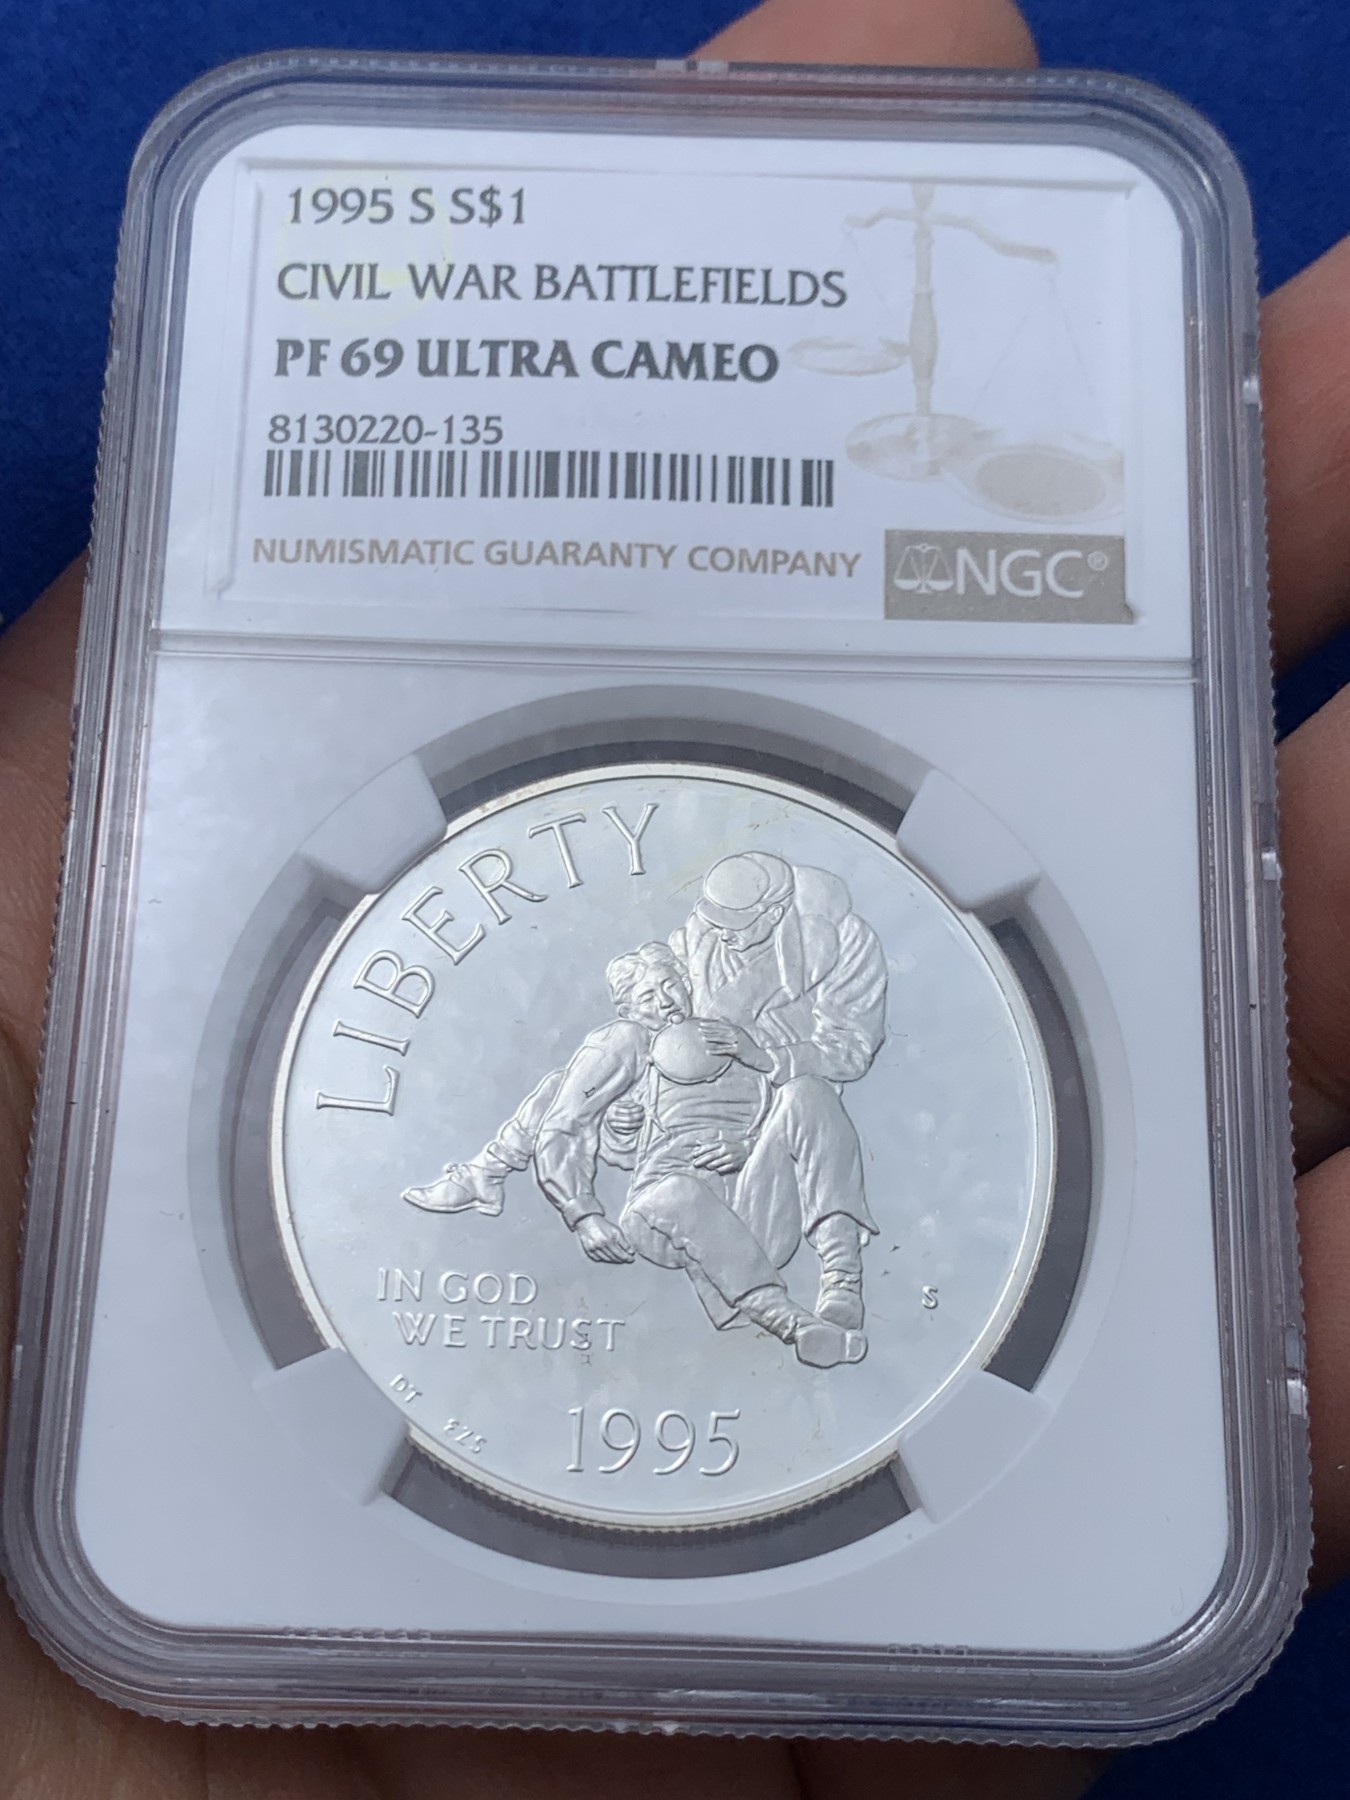 1995 S S$1
CIVIL WAR BATTLEFIELDS
PF 69 ULTRA CAMEO
8130220-135
NUMISMATIC GUARANTY COMPANY
NGC®
LIBERTY
IN GOD
WE TRUST
S
DT
1995